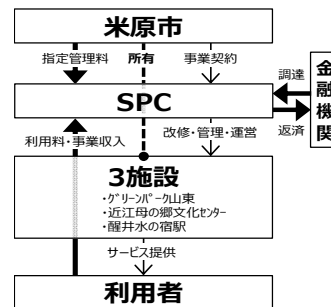 米原市
指定管理料 所有 事業契約
SPC
調達
金融機関
返済
利用料・事業収入
改修・管理・運営
3施設
・グリーンパーク山東
・近江母の郷文化センター
・醒井水の宿駅
サービス提供
利用者